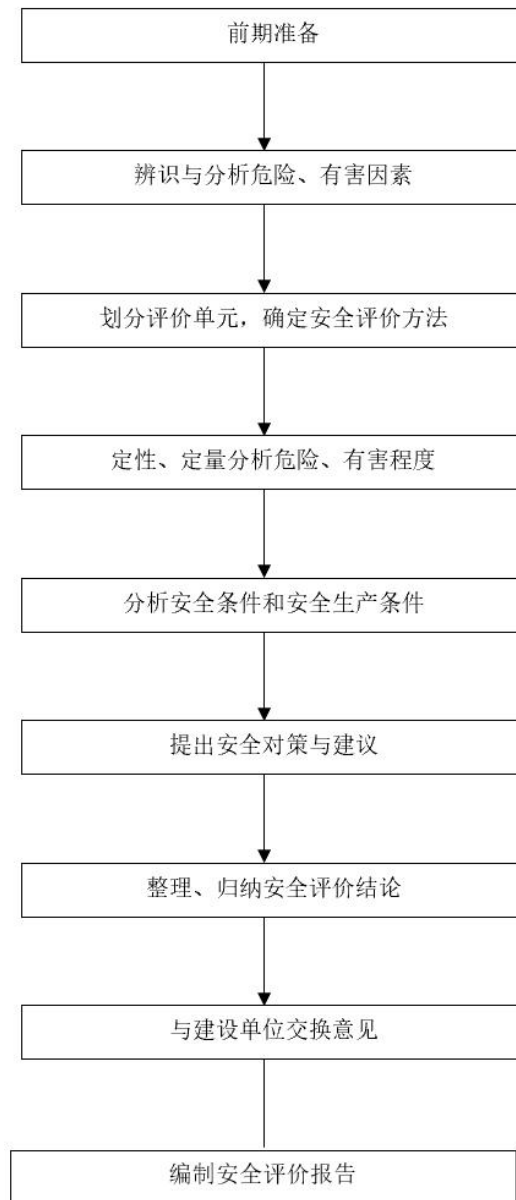 前期准备
辨识与分析危险、有害因素
划分评价单元，确定安全评价方法
定性、定量分析危险、有害程度
分析安全条件和安全生产条件
提出安全对策与建议
整理、归纳安全评价结论
与建设单位交换意见
编制安全评价报告